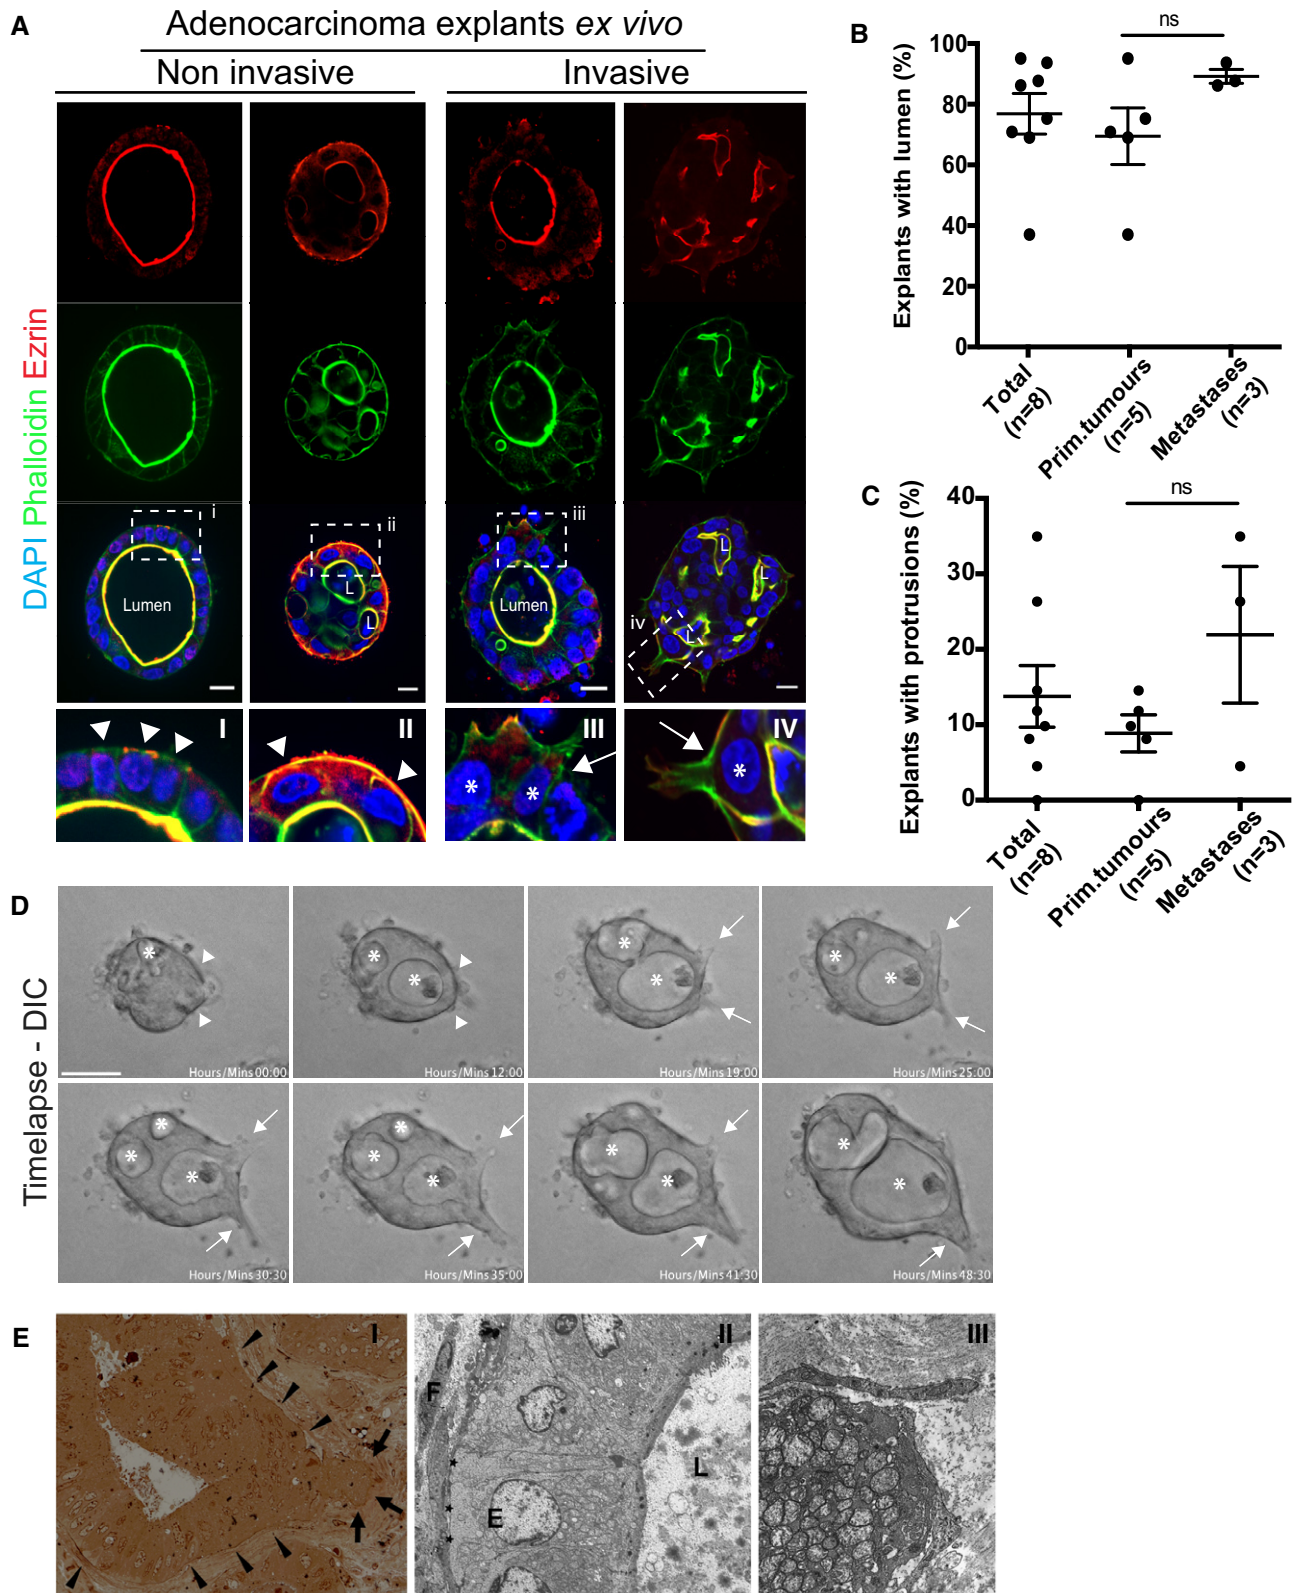 A
Adenocarcinoma explants ex vivo
Non invasive
Invasive
DAPI Phalloidin Ezrin
i
ii
iii
iv
Lumen
L
L
Lumen
L
L
L
I
II
III
IV
*
*
*
B
Explants with lumen (%)
ns
100
80
60
40
20
0
Total
(n=8)
Prim.tumours
(n=5)
Metastases
(n=3)
C
Explants with protrusions (%)
ns
40
30
20
10
0
Total
(n=8)
Prim.tumours
(n=5)
Metastases
(n=3)
D
Timelapse - DIC
Hours/Mins 00:00
Hours/Mins 12:00
Hours/Mins 19:00
Hours/Mins 25:00
Hours/Mins 30:30
Hours/Mins 35:00
Hours/Mins 41:30
Hours/Mins 48:30
E
I
II
F
L
E
III